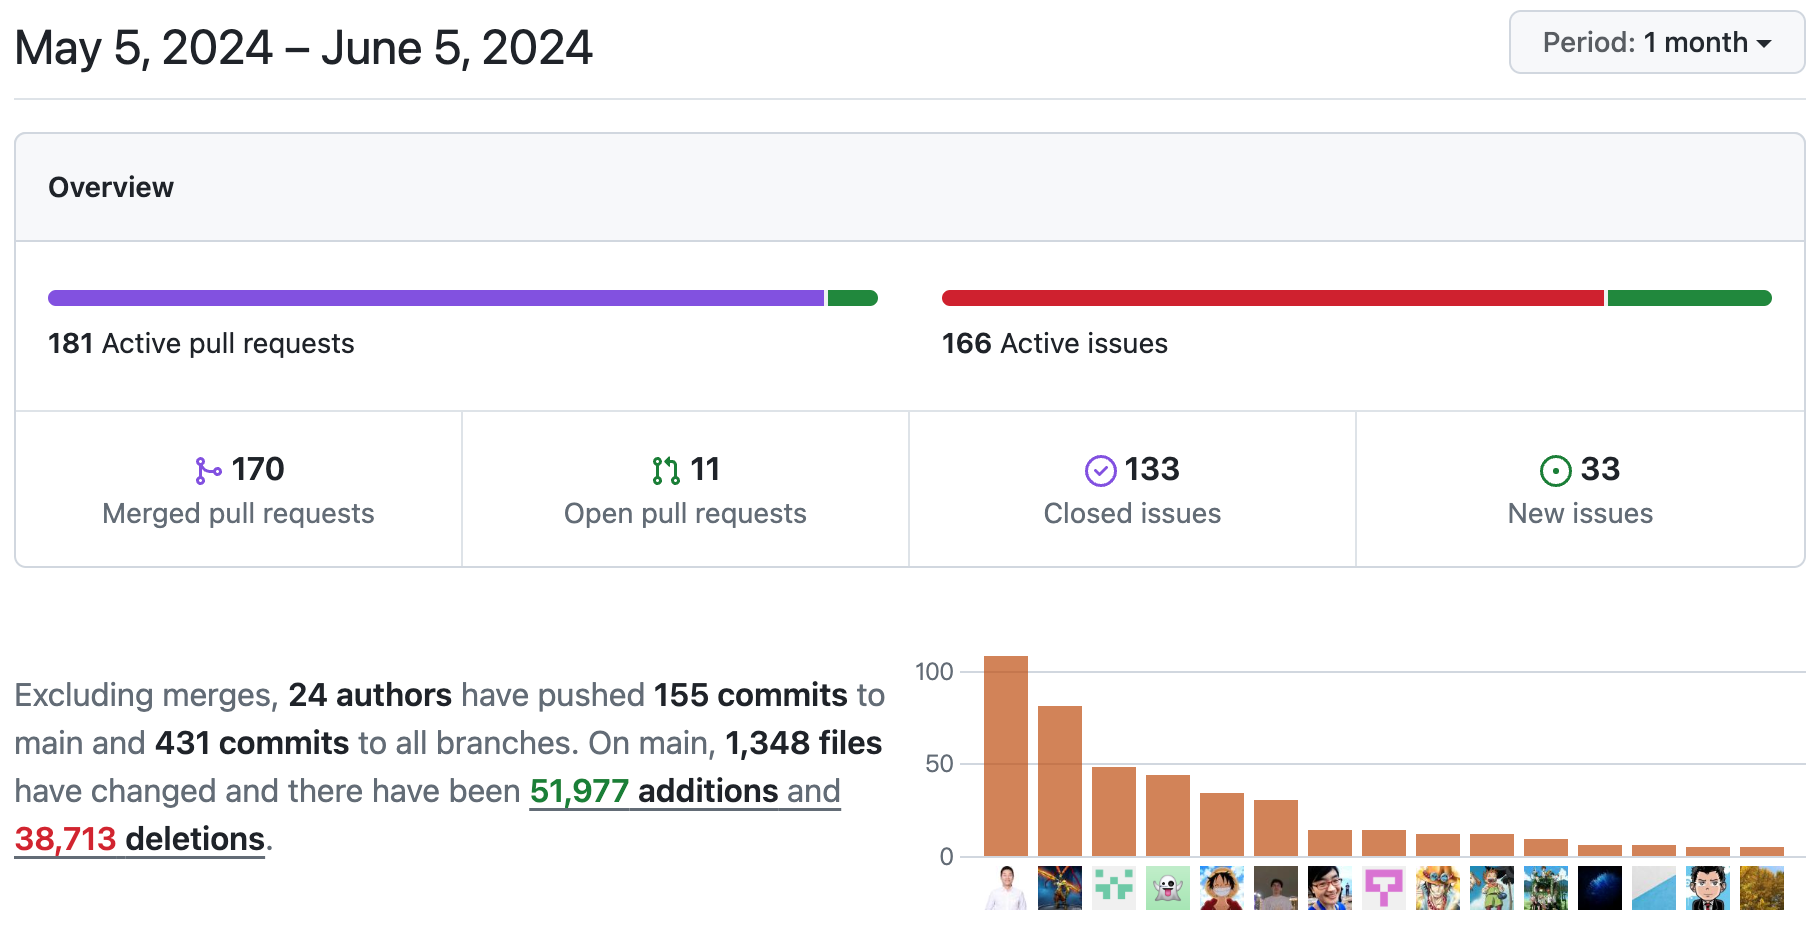 May 5, 2024 – June 5, 2024
Period: 1 month
Overview
181 Active pull requests
166 Active issues
170
Merged pull requests
11
Open pull requests
133
Closed issues
33
New issues
Excluding merges, 24 authors have pushed 155 commits to
main and 431 commits to all branches. On main, 1,348 files
have changed and there have been 51,977 additions and
38,713 deletions.
100
50
0